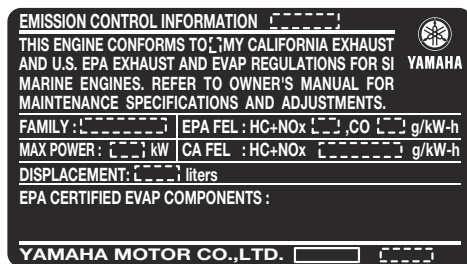 EMISSION CONTROL INFORMATION
THIS ENGINE CONFORMS TO MY CALIFORNIA EXHAUST
AND U.S. EPA EXHAUST AND EVAP REGULATIONS FOR SI
MARINE ENGINES. REFER TO OWNER'S MANUAL FOR
MAINTENANCE SPECIFICATIONS AND ADJUSTMENTS.
YAMAHA
FAMILY : EPA FEL : HC+NOx ,CO g/kW-h
MAX POWER : kW CA FEL : HC+NOx g/kW-h
DISPLACEMENT: liters
EPA CERTIFIED EVAP COMPONENTS :
YAMAHA MOTOR CO.,LTD.